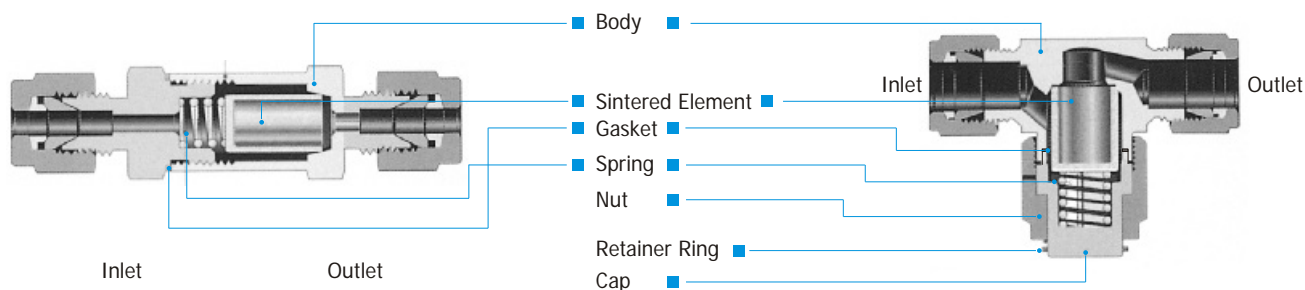 Body
Inlet
Outlet
Sintered Element
Gasket
Spring
Nut
Retainer Ring
Inlet
Outlet
Cap